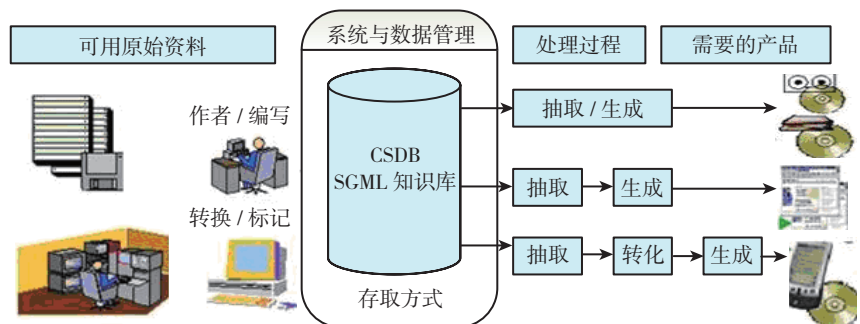 可用原始资料
系统与数据管理
处理过程
需要的产品
作者 / 编写
转换 / 标记
CSDB
SGML 知识库
存取方式
抽取 / 生成
抽取
生成
抽取
转化
生成